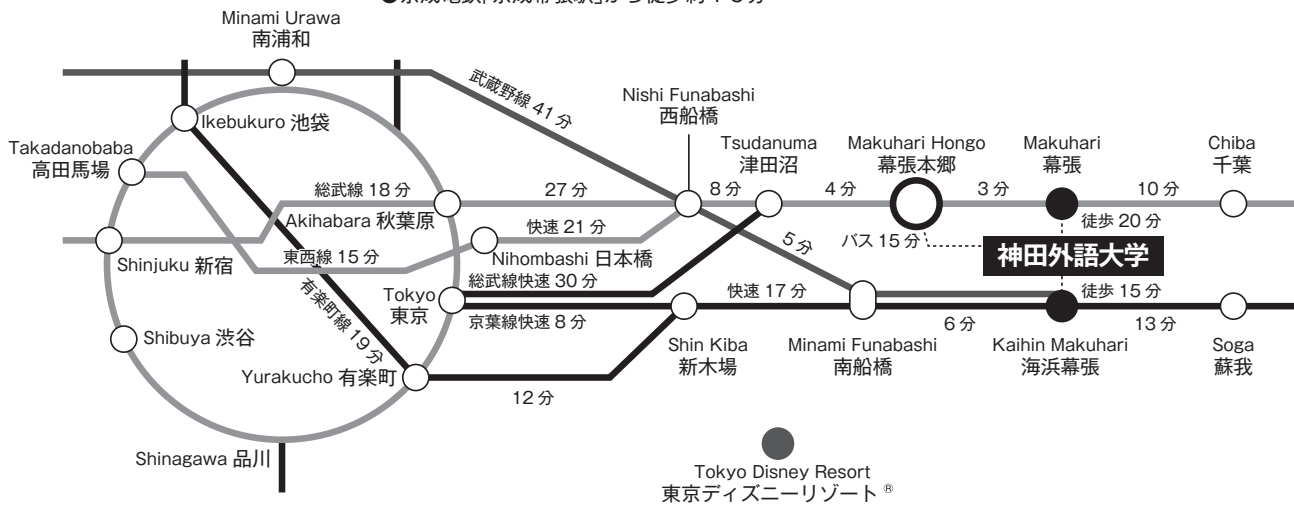 Minami Urawa
南浦和
武蔵野線 41 分
Nishi Funabashi
西船橋
Ikebukuro 池袋
Takadanobaba
高田馬場
Tsudanuma
津田沼
Makuhari Hongo
幕張本郷
Makuhari
幕張
Chiba
千葉
総武線 18 分
27 分
8 分
4 分
3 分
10 分
Akihabara 秋葉原
快速 21 分
5 分
バス 15 分
徒歩 20 分
Shinjuku 新宿
東西線 15 分
Nihombashi 日本橋
神田外語大学
有楽町線 19 分
Tokyo
東京
総武線快速 30 分
京葉線快速 8 分
快速 17 分
徒歩 15 分
6 分
13 分
Shibuya 渋谷
Shin Kiba
新木場
Minami Funabashi
南船橋
Kaihin Makuhari
海浜幕張
Soga
蘇我
Yurakucho 有楽町
12 分
Shinagawa 品川
Tokyo Disney Resort
東京ディズニーリゾート ®